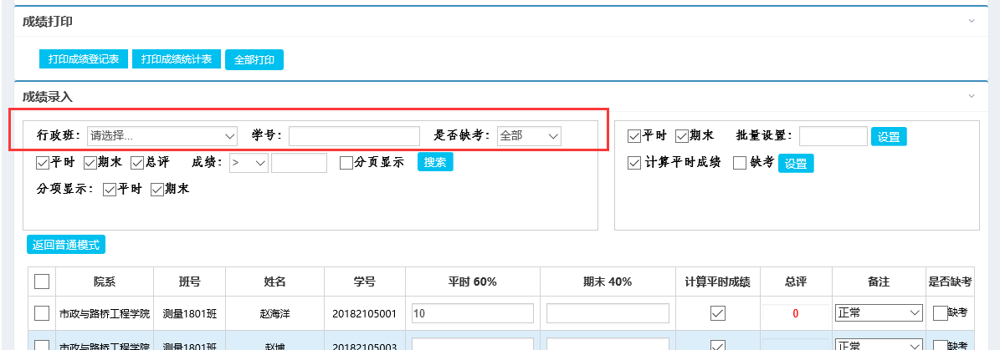 成绩打印
打印成绩登记表 打印成绩统计表 全部打印
成绩录入
行政班： 请选择... 学号： 是否缺考： 全部
平时 期末 总评 成绩： > 分页显示 搜索
分项显示： 平时 期末
平时 期末 批量设置： 设置
计算平时成绩 缺考 设置
返回普通模式
院系 班号 姓名 学号 平时 60% 期末 40% 计算平时成绩 总评 备注 是否缺考
市政与路桥工程学院 测量1801班 赵海洋 20182105001 10 0 正常 缺考
市政与路桥工程学院 测量1801班 赵博 20182105003 正常 缺考